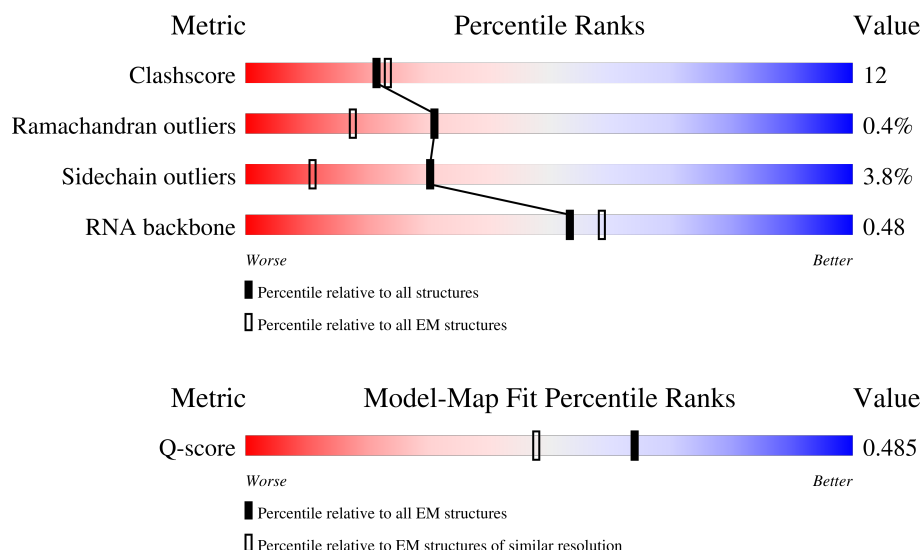 Metric Percentile Ranks Value
Clashscore 12
Ramachandran outliers 0.4%
Sidechain outliers 3.8%
RNA backbone 0.48
Worse Better
Percentile relative to all structures
Percentile relative to all EM structures
Metric Model-Map Fit Percentile Ranks Value
Q-score 0.485
Worse Better
Percentile relative to all EM structures
Percentile relative to EM structures of similar resolution